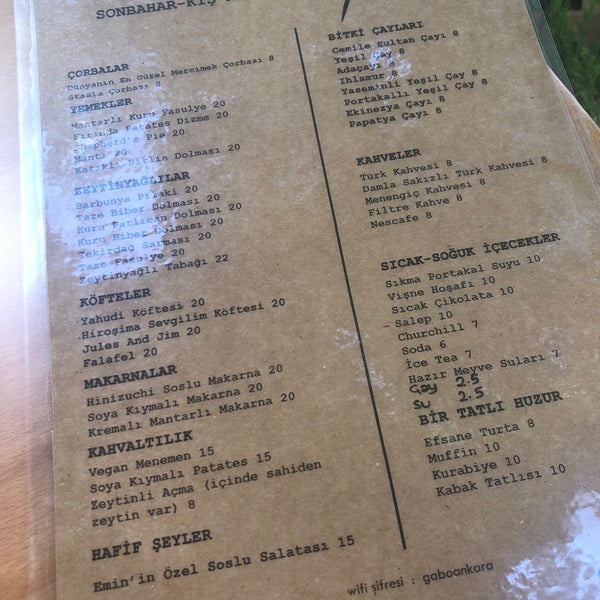 SONBAHAR-KIŞ
ÇORBALAR
Dünyanın En Güzel Mercimek Çorbası 8
Stasia Çorbası 8
YEMEKLER
Mantarlı Kuru Fasulye 20
Fırında Patates Dizme 20
Shepherd's Pie 20
Mantı 20
Katıklı Bitlis Dolması 20
ZEYTİNYAĞLILAR
Barbunya Pilaki 20
Taze Biber Dolması 20
Kuru Patlıcan Dolması 20
Kuru Biber Dolması 20
Tekirdağ Sarması 20
Taze Fasulye 20
Zeytinyağlı Tabağı 22
KÖFTELER
Yahudi Köftesi 20
Hiroşima Sevgilim Köftesi 20
Jules And Jim 20
Falafel 20
MAKARNALAR
Hinizuchi Soslu Makarna 20
Soya Kıymalı Makarna 20
Kremalı Mantarlı Makarna 20
KAHVALTILIK
Vegan Menemen 15
Soya Kıymalı Patates 15
Zeytinli Açma (içinde sahiden
zeytin var) 8
HAFİF ŞEYLER
Emin'in Özel Soslu Salatası 15
BİTKİ ÇAYLARI
Cemile Sultan Çayı 8
Yeşil Çay 8
Adaçayı 8
Ihlamur 8
Yasemin'li Yeşil Çay 8
Portakallı Yeşil Çay 8
Ekinezya Çayı 8
Papatya Çayı 8
KAHVELER
Türk Kahvesi 8
Damla Sakızlı Türk Kahvesi 8
Menengiç Kahvesi 8
Filtre Kahve 8
Nescafe 8
SICAK-SOĞUK İÇECEKLER
Sıkma Portakal Suyu 10
Vişne Hoşafı 10
Sıcak Çikolata 10
- Salep 10
Churchill 7
Soda 6
İce Tea 7
Hazır Meyve Suları 7
Çay 2.5
Su 2.5
BİR TATLI HUZUR
Efsane Turta 8
Muffin 10
Kurabiye 10
Kabak Tatlısı 10
wifi şifresi : gaboankara